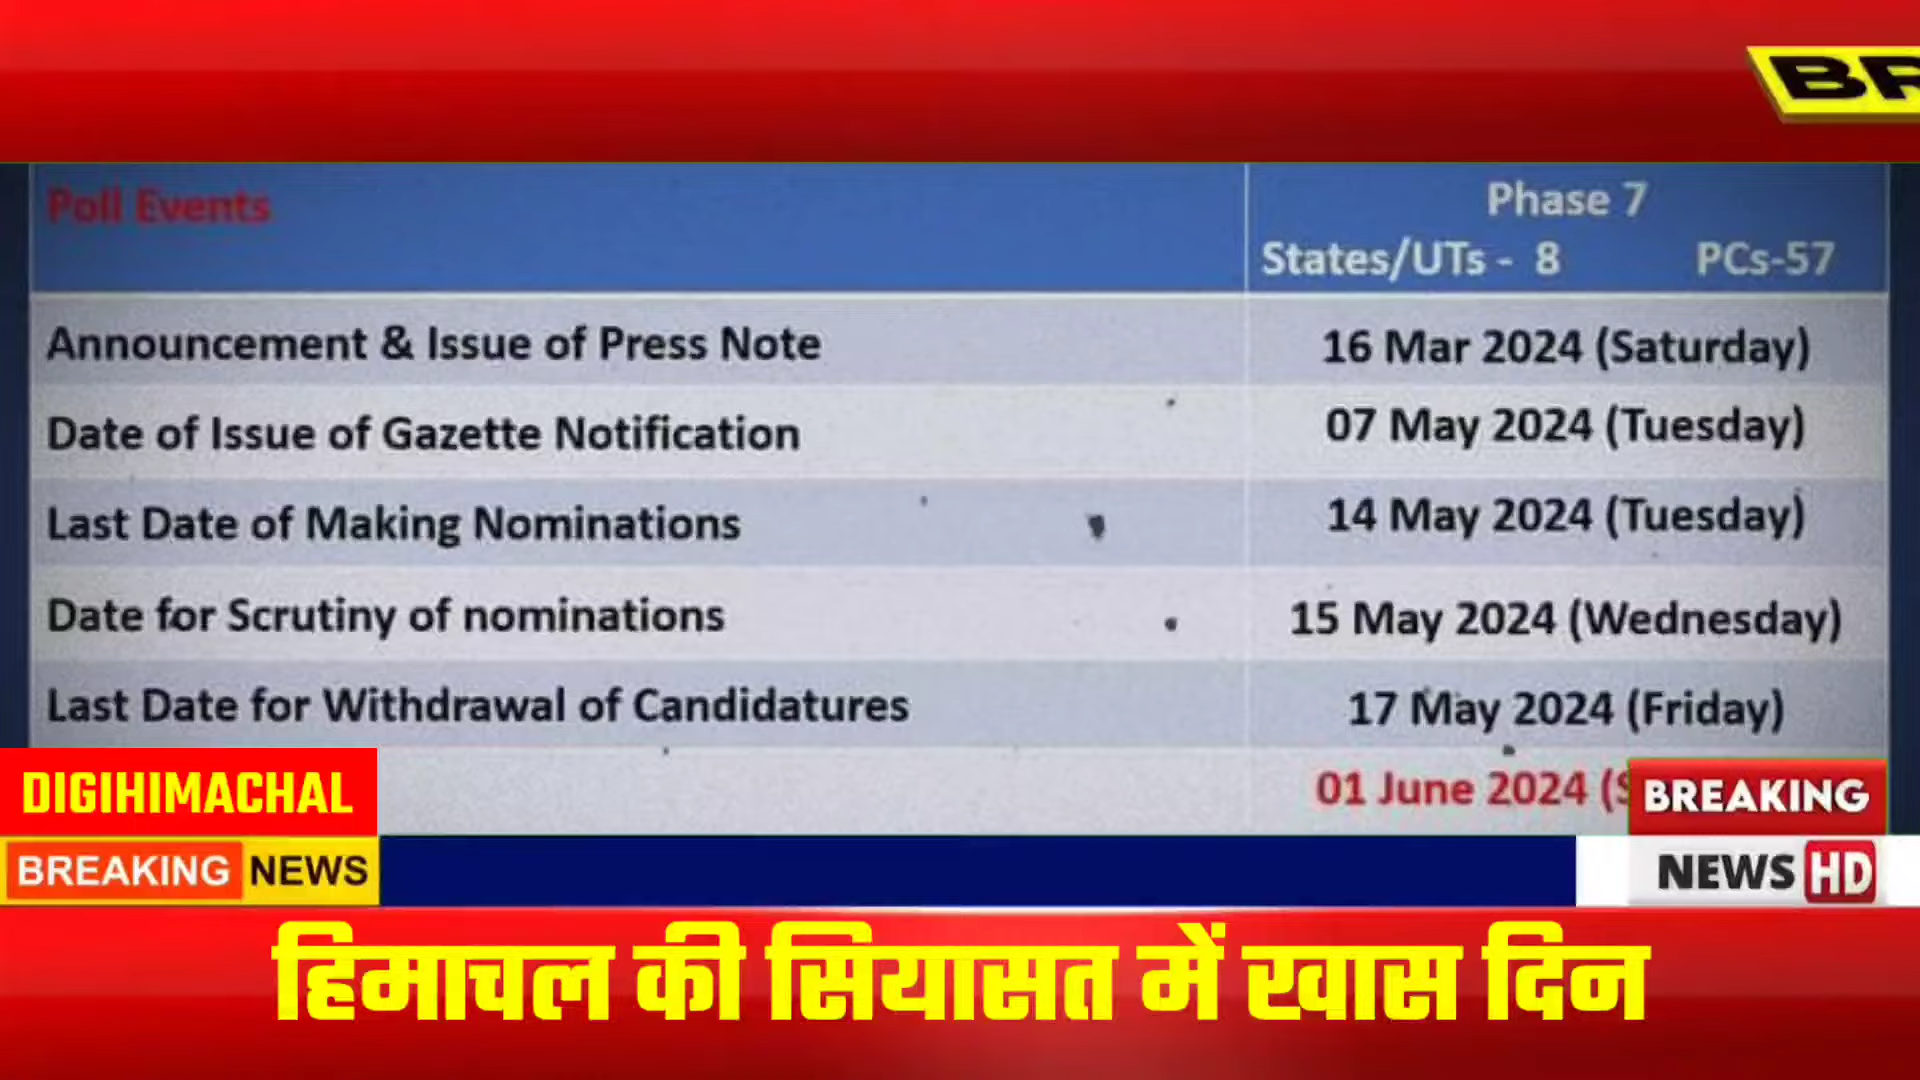 BR
Poll Events
Phase 7
States/UTs - 8 PCs-57
Announcement & Issue of Press Note 16 Mar 2024 (Saturday)
Date of Issue of Gazette Notification 07 May 2024 (Tuesday)
Last Date of Making Nominations 14 May 2024 (Tuesday)
Date for Scrutiny of nominations 15 May 2024 (Wednesday)
Last Date for Withdrawal of Candidatures 17 May 2024 (Friday)
01 June 2024 (S
DIGIHIMACHAL
BREAKING
BREAKING NEWS
NEWS HD
हिमाचल की सियासत में खास दिन